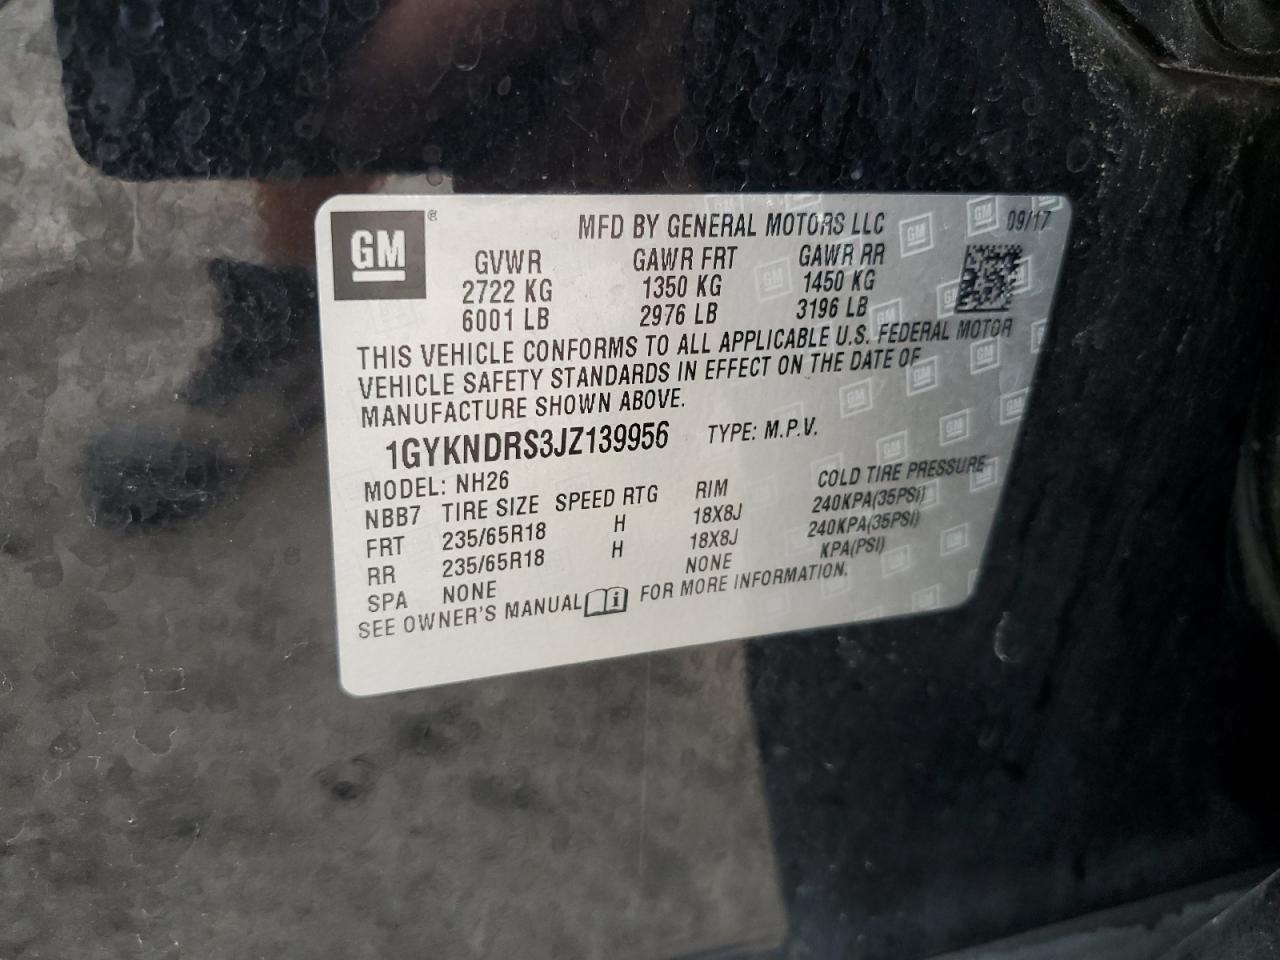 GM ®
MFD BY GENERAL MOTORS LLC 09/17
GVWR GAWR FRT GAWR RR
2722 KG 1350 KG 1450 KG
6001 LB 2976 LB 3196 LB
THIS VEHICLE CONFORMS TO ALL APPLICABLE U.S. FEDERAL MOTOR
VEHICLE SAFETY STANDARDS IN EFFECT ON THE DATE OF
MANUFACTURE SHOWN ABOVE.
1GYKNDRS3JZ139956 TYPE: M.P.V.
MODEL: NH26
NBB7 TIRE SIZE SPEED RTG RIM COLD TIRE PRESSURE
FRT 235/65R18 H 18X8J 240KPA(35PSI)
RR 235/65R18 H 18X8J 240KPA(35PSI)
SPA NONE NONE KPA(PSI)
SEE OWNER'S MANUAL i FOR MORE INFORMATION.